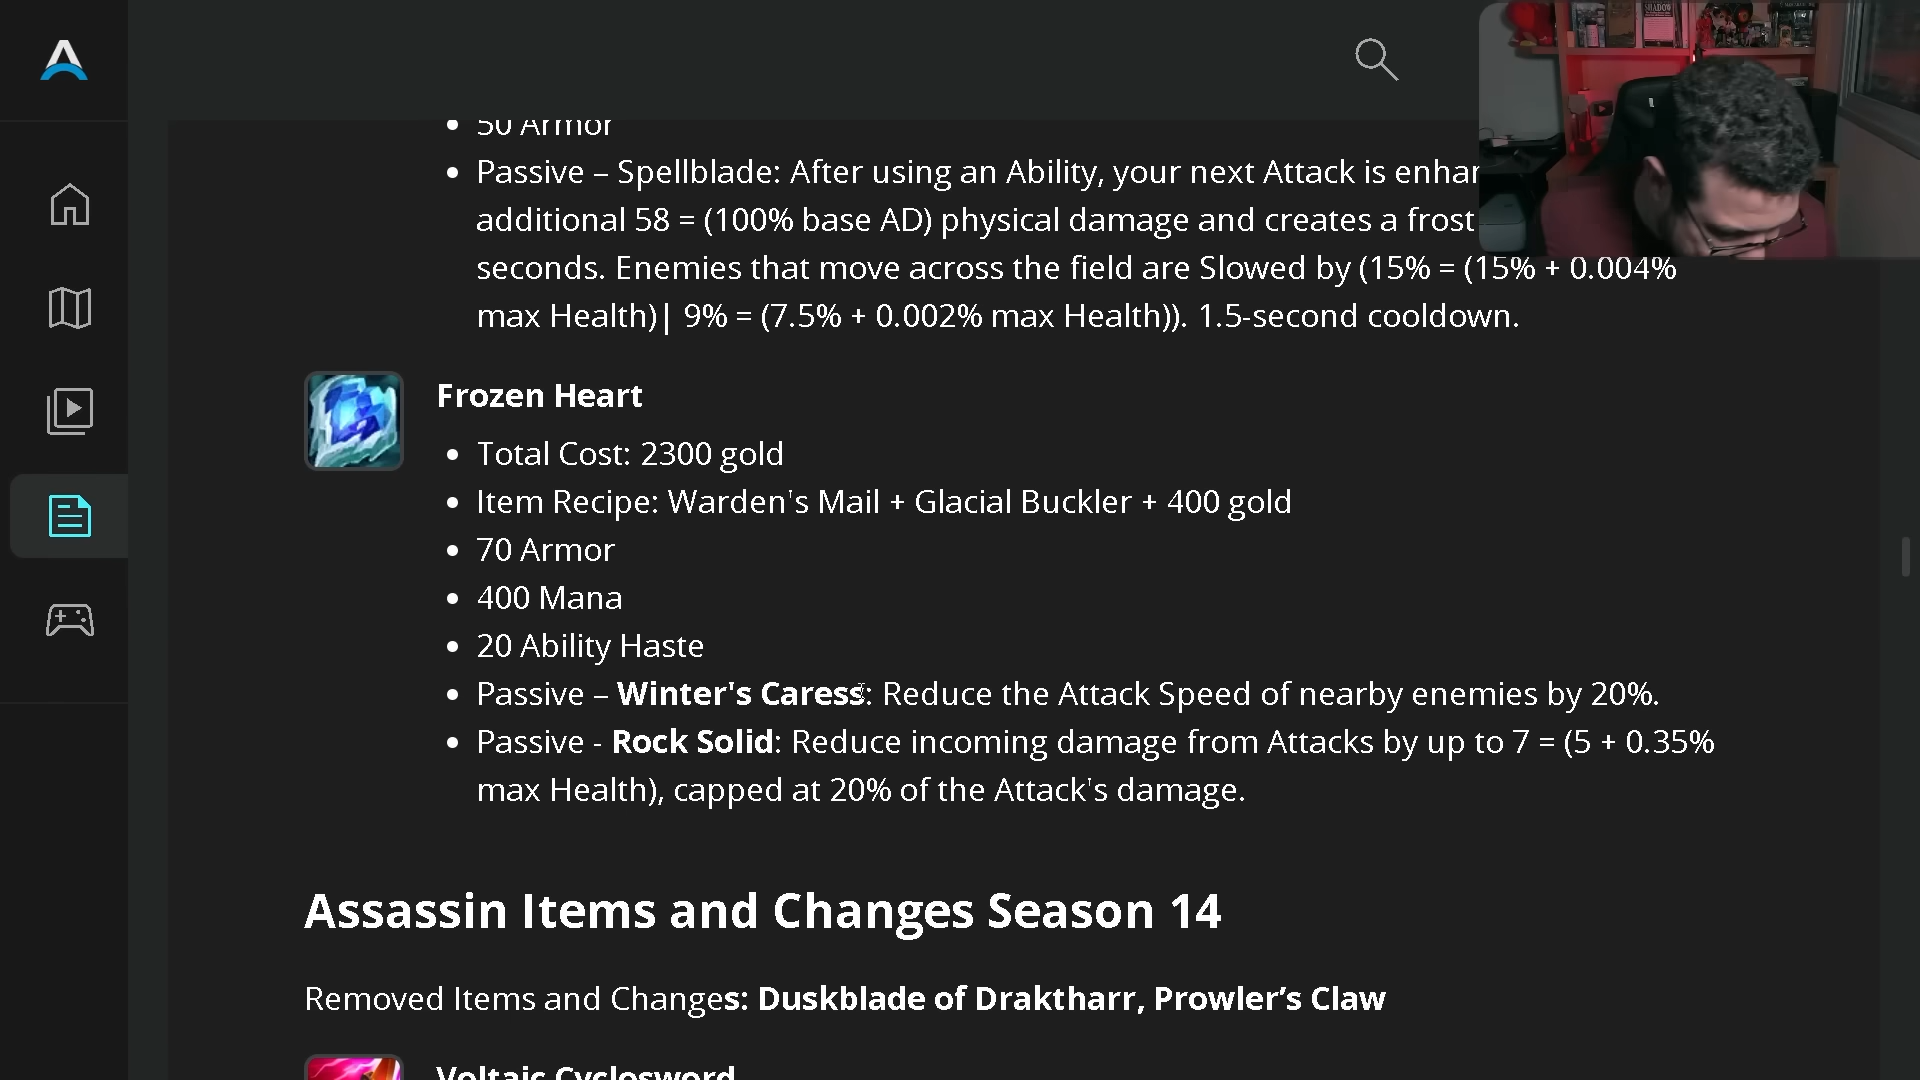 50 Armor
Passive – Spellblade: After using an Ability, your next Attack is enhan
additional 58 = (100% base AD) physical damage and creates a frost
seconds. Enemies that move across the field are Slowed by (15% = (15% + 0.004%
max Health)| 9% = (7.5% + 0.002% max Health)). 1.5-second cooldown.
Frozen Heart
Total Cost: 2300 gold
Item Recipe: Warden's Mail + Glacial Buckler + 400 gold
70 Armor
400 Mana
20 Ability Haste
Passive – Winter's Caress: Reduce the Attack Speed of nearby enemies by 20%.
Passive - Rock Solid: Reduce incoming damage from Attacks by up to 7 = (5 + 0.35%
max Health), capped at 20% of the Attack's damage.
Assassin Items and Changes Season 14
Removed Items and Changes: Duskblade of Draktharr, Prowler’s Claw
Voltaic Cyclosword